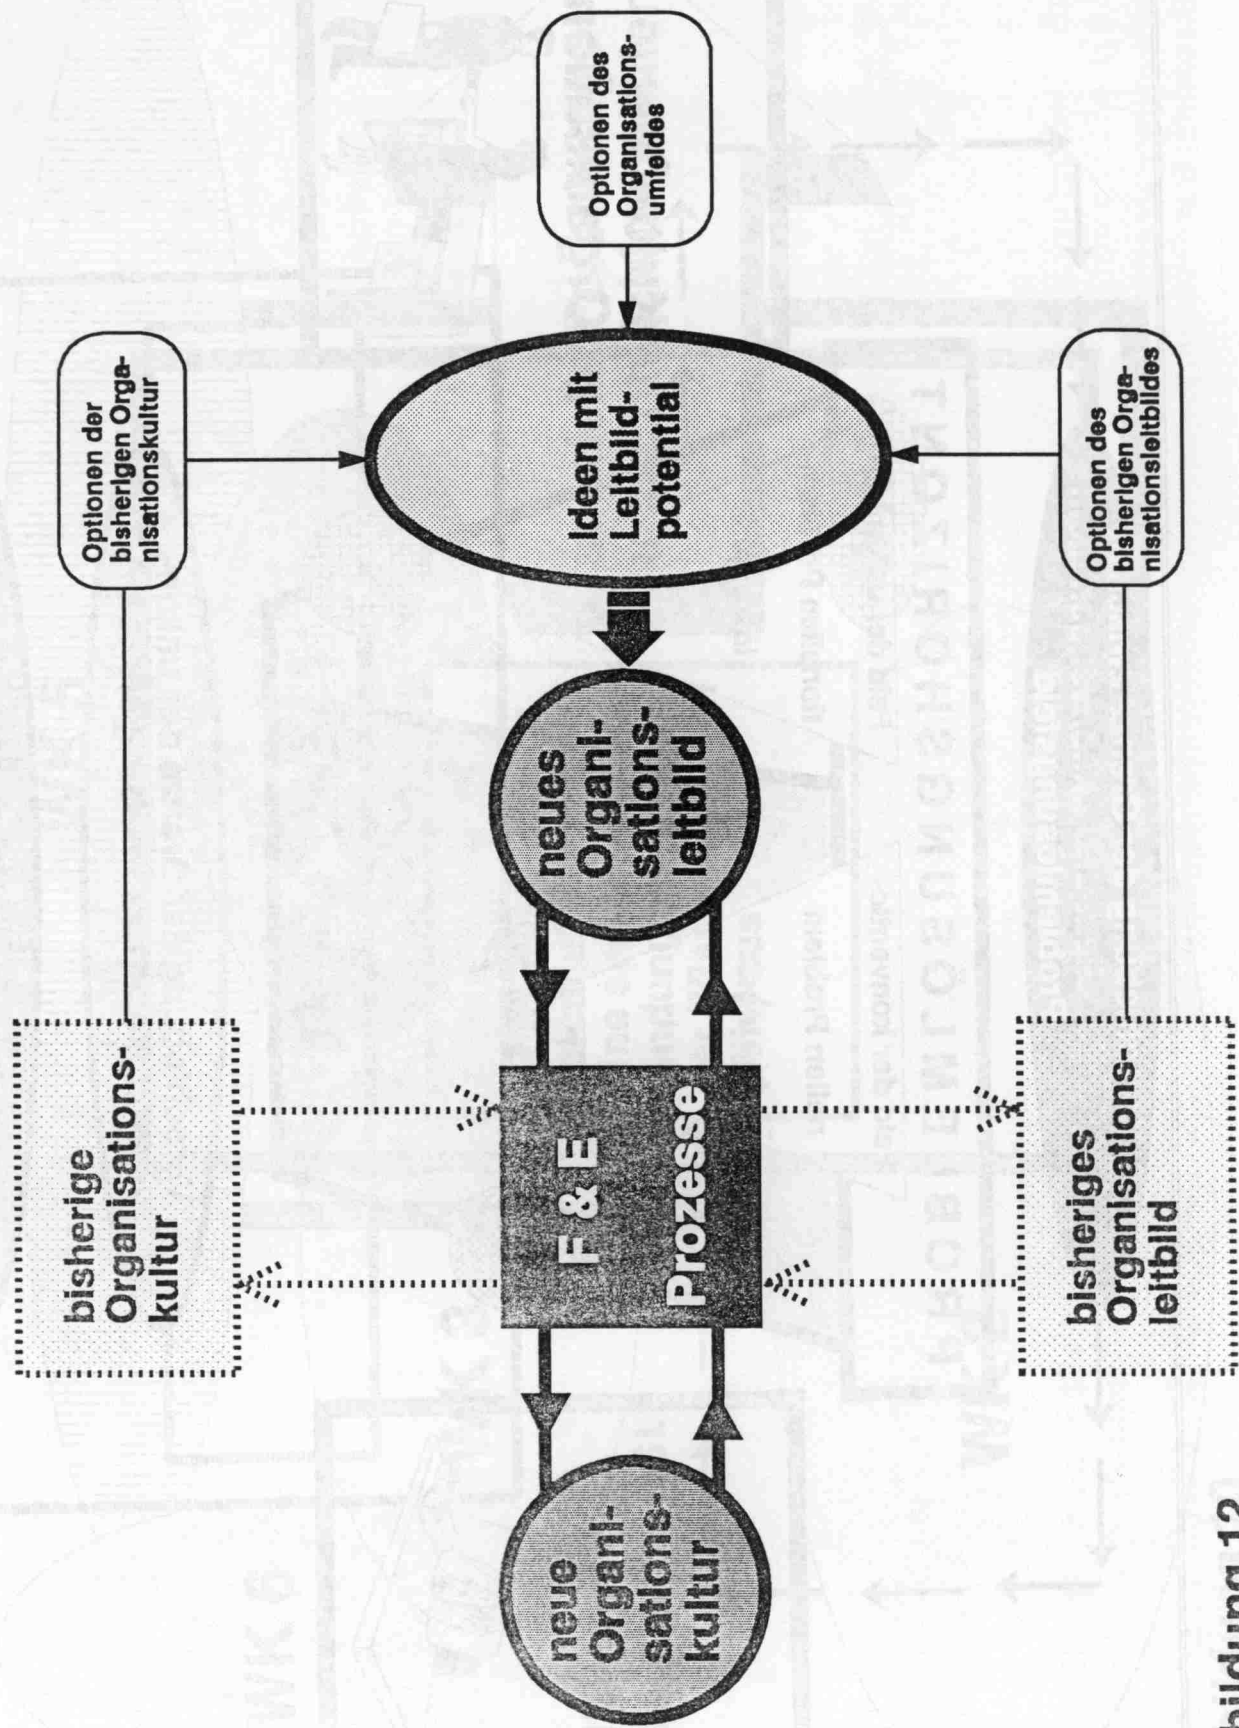 bisherige
Organisations-
kultur
Optionen der
bisherigen Orga-
nisationskultur
neue
Organi-
sations-
kultur
F & E
Prozesse
neues
Organi-
sations-
leitbild
Ideen mit
Leitbild-
potential
Optionen des
Organisations-
umfeldes
bisheriges
Organisations-
leitbild
Optionen des
bisherigen Orga-
nisationsleitbildes
bildung 12